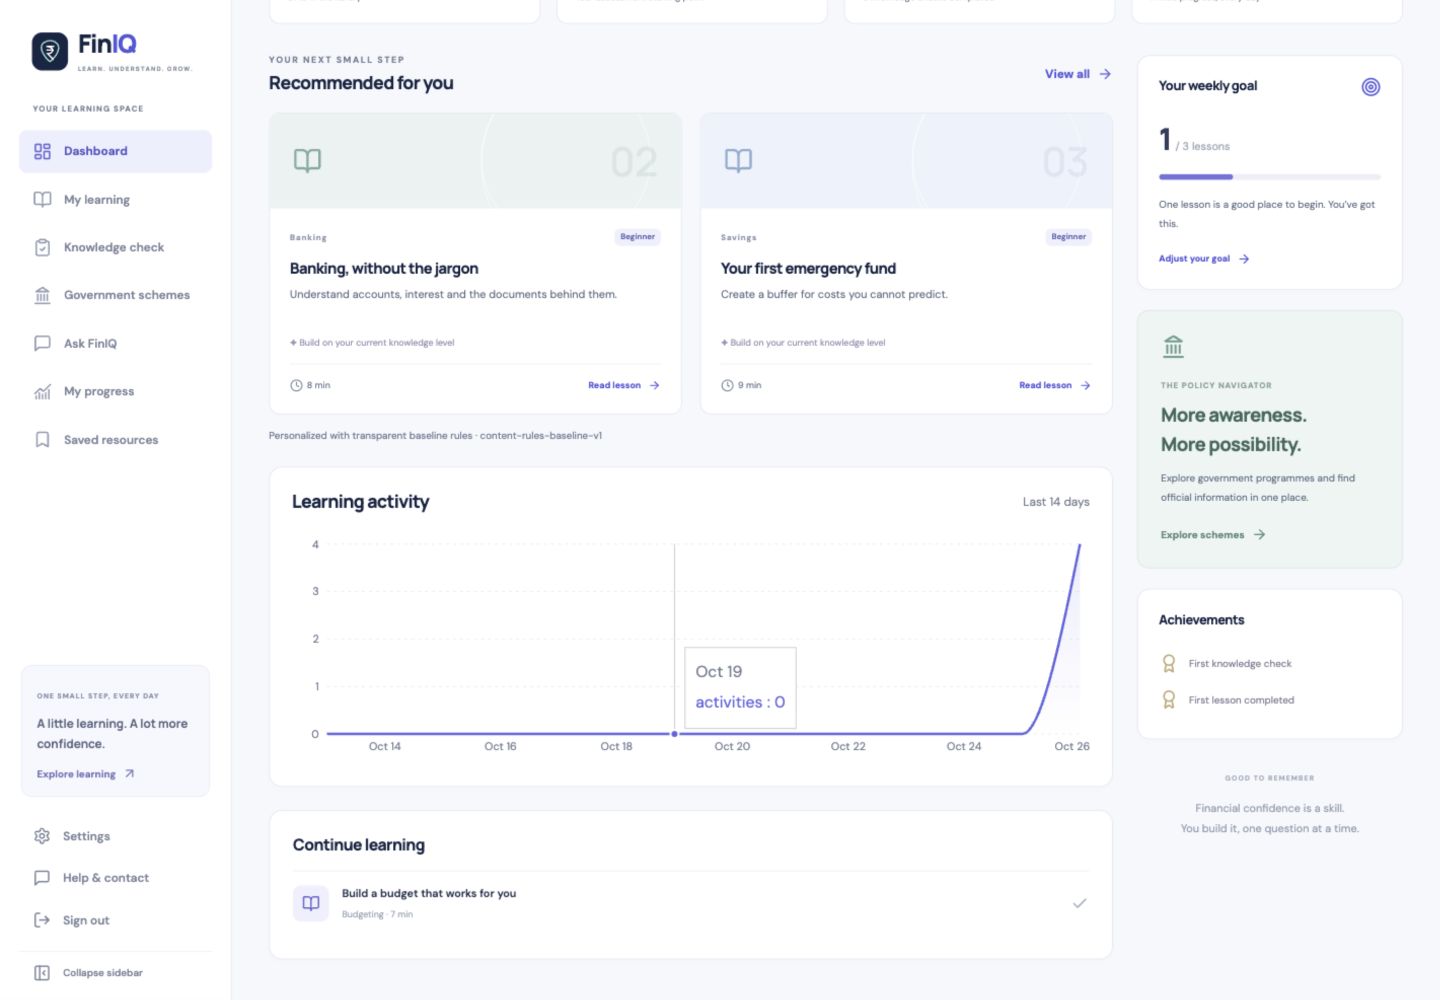 FinIQ
LEARN. UNDERSTAND. GROW.
YOUR LEARNING SPACE
Dashboard
My learning
Knowledge check
Government schemes
Ask FinIQ
My progress
Saved resources
ONE SMALL STEP, EVERY DAY
A little learning. A lot more
confidence.
Explore learning
Settings
Help & contact
Sign out
Collapse sidebar
YOUR NEXT SMALL STEP
Recommended for you
View all
02
Banking
Beginner
Banking, without the jargon
Understand accounts, interest and the documents behind them.
Build on your current knowledge level
8 min
Read lesson
03
Savings
Beginner
Your first emergency fund
Create a buffer for costs you cannot predict.
Build on your current knowledge level
9 min
Read lesson
Personalized with transparent baseline rules · content-rules-baseline-v1
Learning activity
Last 14 days
4
3
2
1
0
Oct 19
activities : 0
Oct 14
Oct 16
Oct 18
Oct 20
Oct 22
Oct 24
Oct 26
Continue learning
Build a budget that works for you
Budgeting · 7 min
Your weekly goal
1 / 3 lessons
One lesson is a good place to begin. You've got
this.
Adjust your goal
THE POLICY NAVIGATOR
More awareness.
More possibility.
Explore government programmes and find
official information in one place.
Explore schemes
Achievements
First knowledge check
First lesson completed
GOOD TO REMEMBER
Financial confidence is a skill.
You build it, one question at a time.